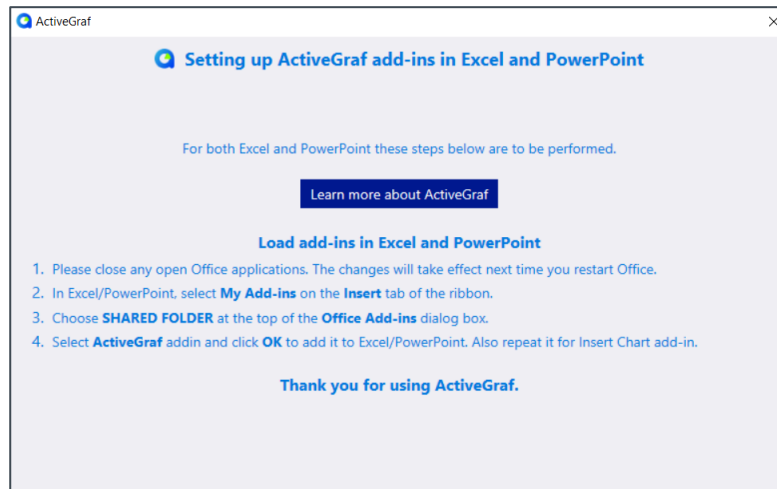 ActiveGraf
Setting up ActiveGraf add-ins in Excel and PowerPoint
For both Excel and PowerPoint these steps below are to be performed.
Learn more about ActiveGraf
Load add-ins in Excel and PowerPoint
1. Please close any open Office applications. The changes will take effect next time you restart Office.
2. In Excel/PowerPoint, select My Add-ins on the Insert tab of the ribbon.
3. Choose SHARED FOLDER at the top of the Office Add-ins dialog box.
4. Select ActiveGraf addin and click OK to add it to Excel/PowerPoint. Also repeat it for Insert Chart add-in.
Thank you for using ActiveGraf.